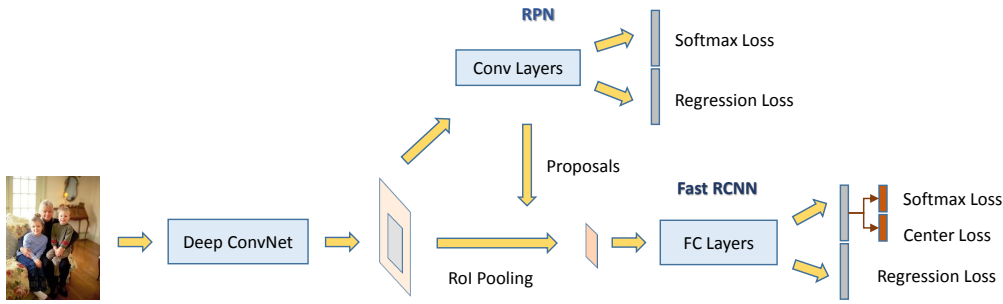 RPN
Conv Layers
Softmax Loss
Regression Loss
Proposals
Fast RCNN
Deep ConvNet
RoI Pooling
FC Layers
Softmax Loss
Center Loss
Regression Loss